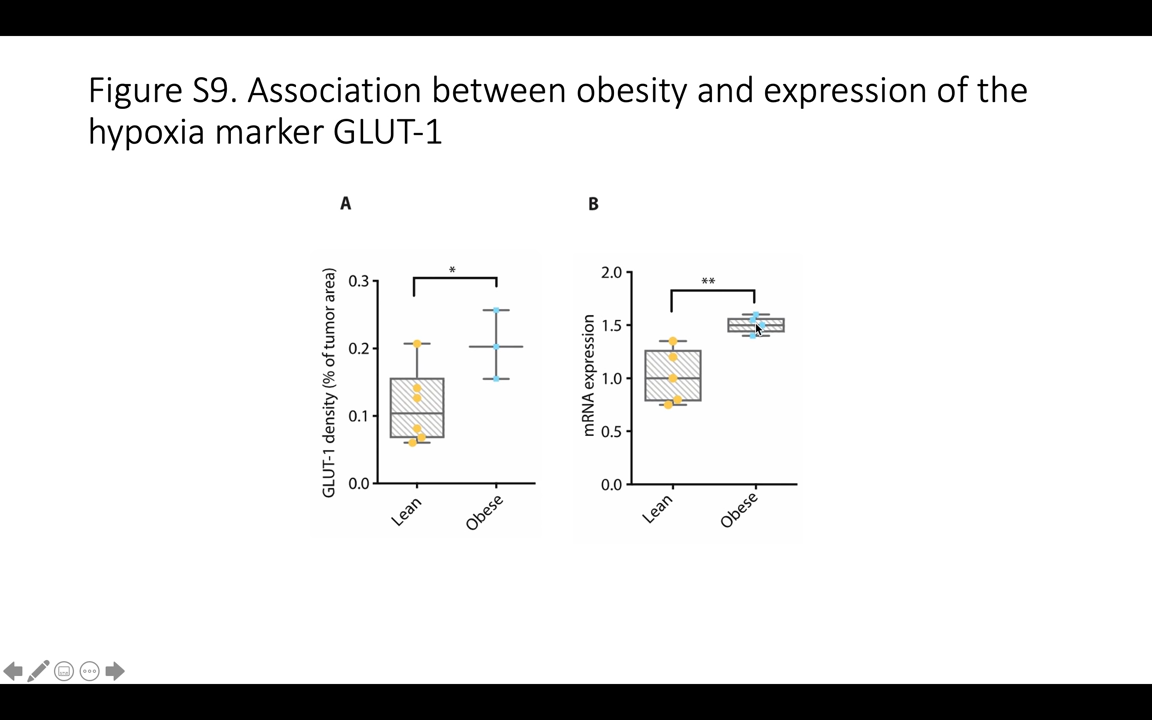 Figure S9. Association between obesity and expression of the
hypoxia marker GLUT-1
A
GLUT-1 density (% of tumor area)
0.3
0.2
0.1
0.0
*
Lean
Obese
B
mRNA expression
2.0
1.5
1.0
0.5
0.0
**
Lean
Obese